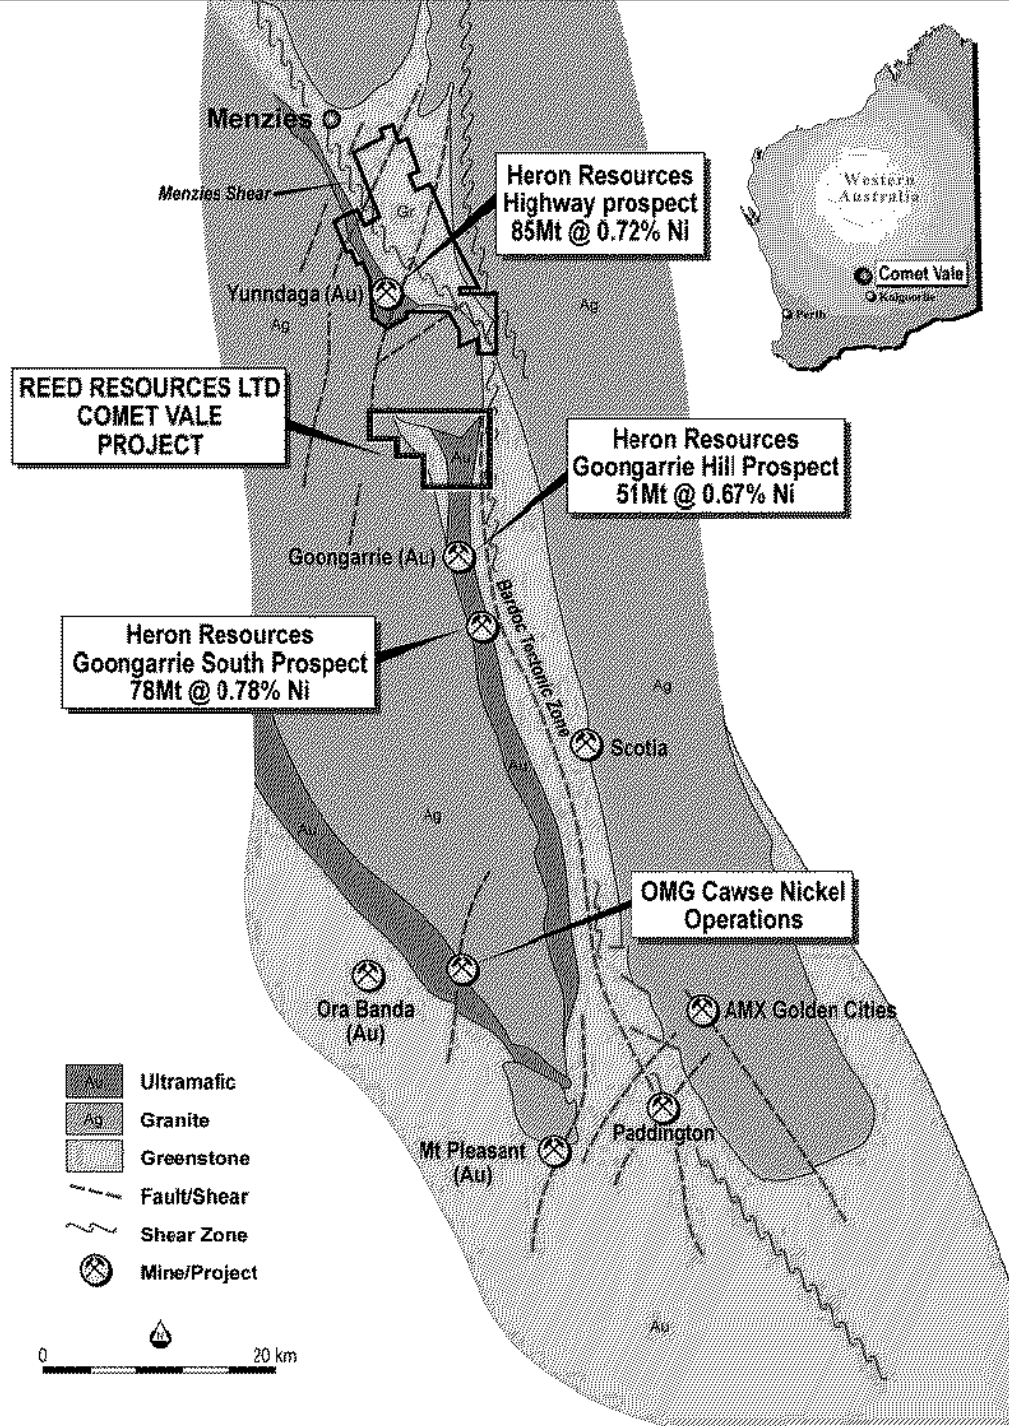 Menzies
Menzies Shear
Heron Resources
Highway prospect
85Mt @ 0.72% Ni
Western
Australia
Comet Vale
Kalgoorlie
Perth
Gr
Yunndaga (Au)
Ag
Ag
REED RESOURCES LTD
COMET VALE
PROJECT
Au
Heron Resources
Goongarrie Hill Prospect
51Mt @ 0.67% Ni
Goongarrie (Au)
Bardoc Tectonic Zone
Heron Resources
Goongarrie South Prospect
78Mt @ 0.78% Ni
Ag
Scotia
Au
Ag
Au
OMG Cawse Nickel
Operations
Ora Banda
(Au)
AMX Golden Cities
Paddington
Mt Pleasant
(Au)
Au
Au Ultramafic
Ag Granite
Greenstone
Fault/Shear
Shear Zone
Mine/Project
N
0 20 km